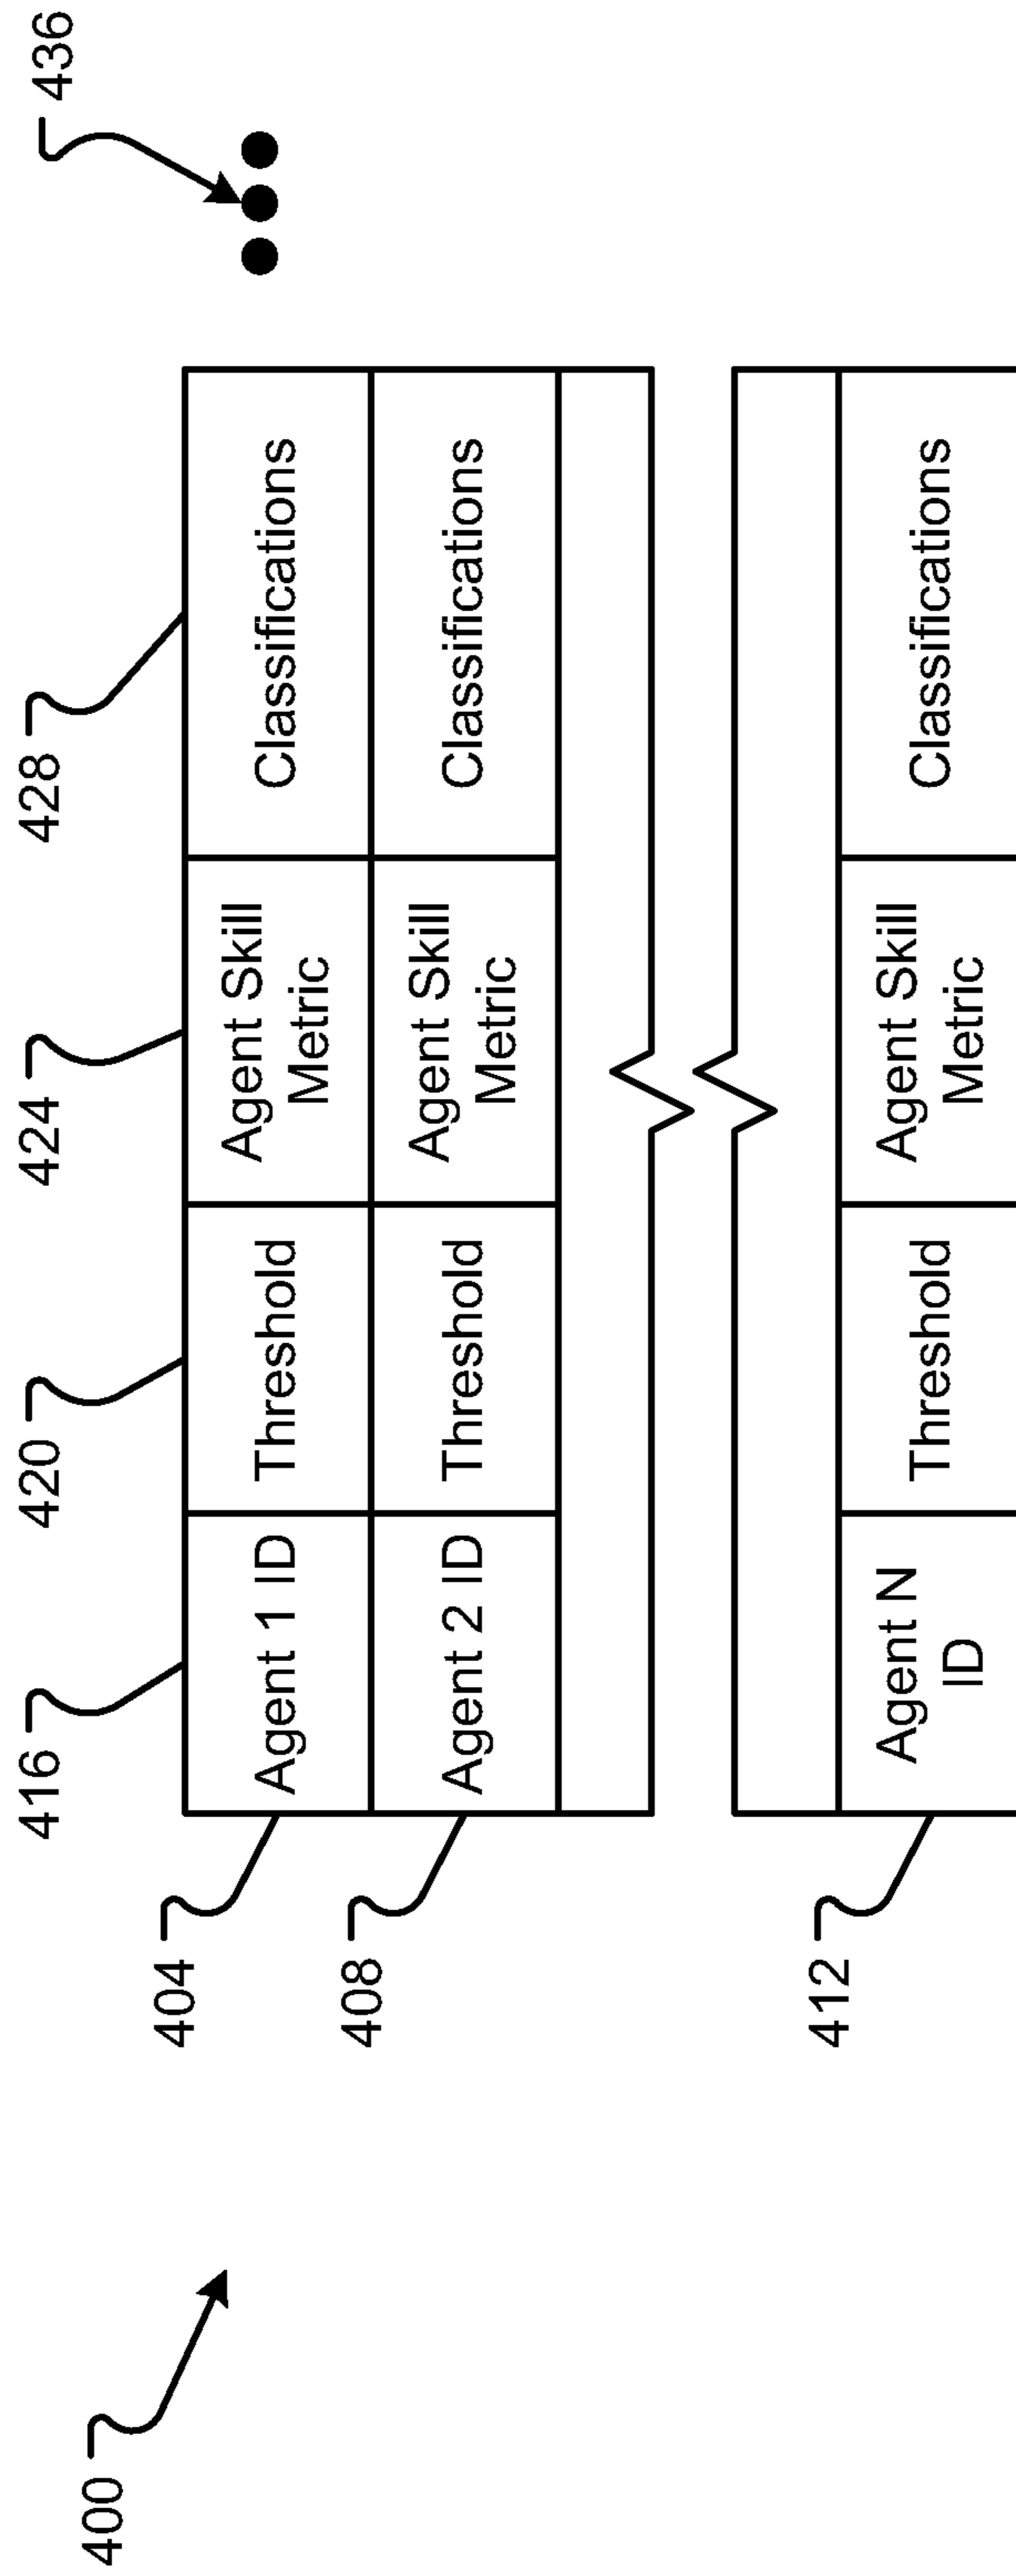 400
416
420
424
428
436
404
Agent 1 ID
Threshold
Agent Skill
Metric
Classifications
408
Agent 2 ID
Threshold
Agent Skill
Metric
Classifications
412
Agent N
ID
Threshold
Agent Skill
Metric
Classifications